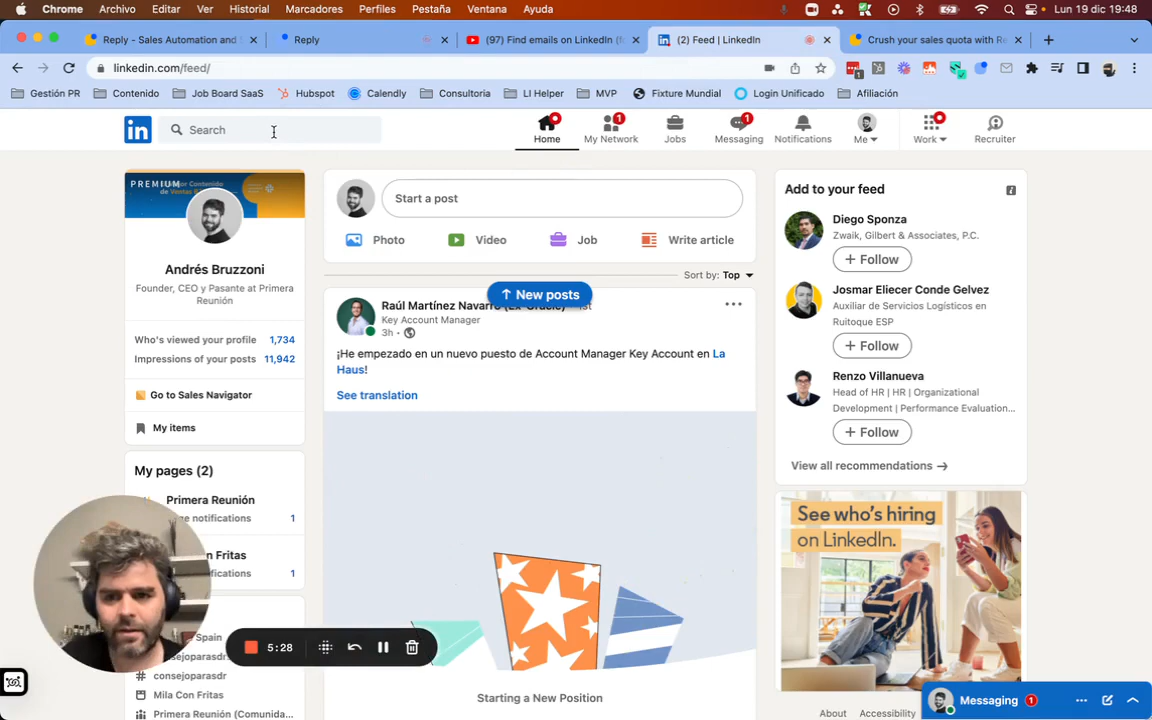 Chrome Archivo Editar Ver Historial Marcadores Perfiles Pestaña Ventana Ayuda Lun 19 dic 19:48
Reply - Sales Automation and
Reply
(97) Find emails on LinkedIn
(2) Feed | LinkedIn
Crush your sales quota with Re
linkedin.com/feed/
Gestión PR Contenido Job Board SaaS Hubspot Calendly Consultoria LI Helper MVP Fixture Mundial Login Unificado Afiliación
in Search
Home My Network Jobs Messaging Notifications Me Work Recruiter
1 1
PREMIUM
Contenido
de Ventas
Andrés Bruzzoni
Founder, CEO y Pasante at Primera
Reunión
Who's viewed your profile 1,734
Impressions of your posts 11,942
Go to Sales Navigator
My items
My pages (2)
Primera Reunión
notifications 1
Fritas
1
Spain
#
Mila Con Fritas
Primera Reunión (Comunida...
5:28
Start a post
Photo Video Job Write article
Sort by: Top
New posts
Raúl Martínez Navarro
Key Account Manager
3h •
¡He empezado en un nuevo puesto de Account Manager Key Account en La
Haus!
See translation
Starting a New Position
Add to your feed
Diego Sponza
Zwaik, Gilbert & Associates, P.C.
+ Follow
Josmar Eliecer Conde Gelvez
Auxiliar de Servicios Logísticos en
Ruitoque ESP
+ Follow
Renzo Villanueva
Head of HR | HR | Organizational
Development | Performance Evaluation...
+ Follow
View all recommendations →
See who's hiring
on LinkedIn.
About Accessibility
Messaging 1